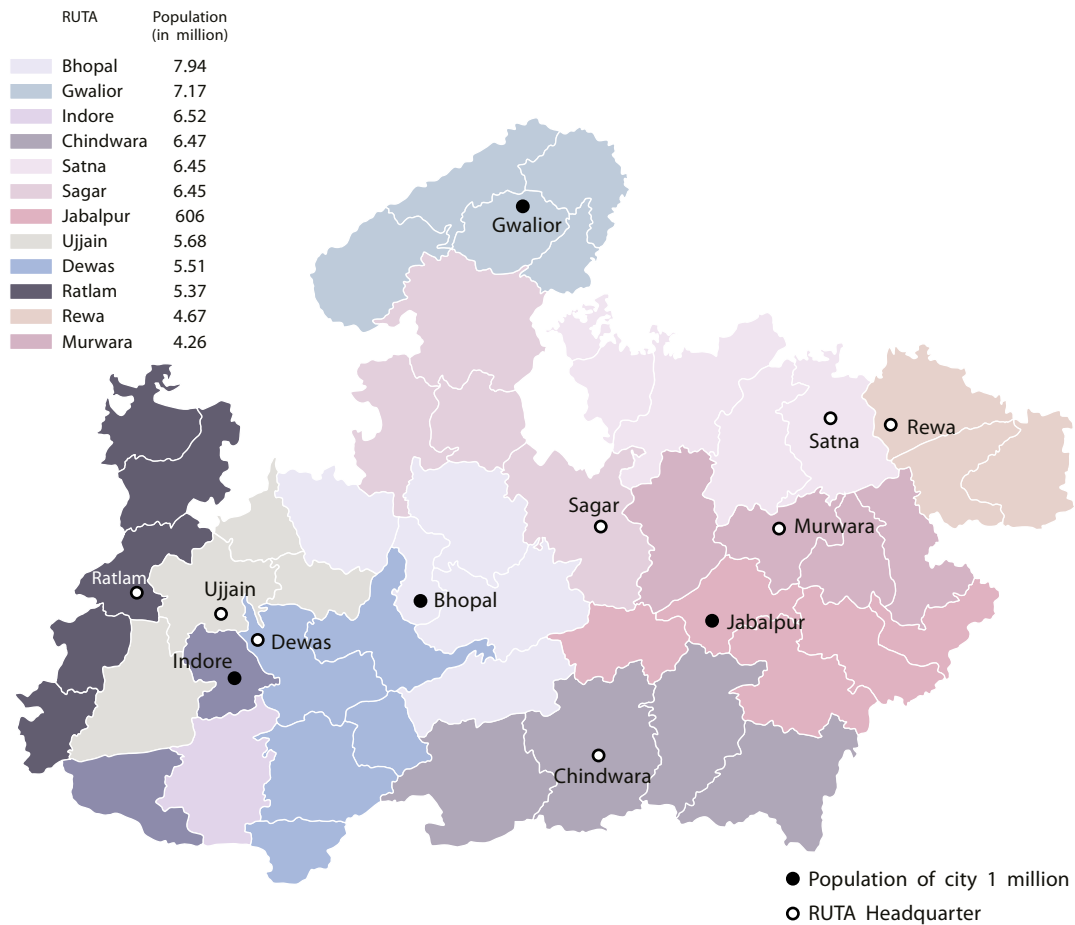 RUTA Population
(in million)
Bhopal 7.94
Gwalior 7.17
Indore 6.52
Chindwara 6.47
Satna 6.45
Sagar 6.45
Jabalpur 606
Ujjain 5.68
Dewas 5.51
Ratlam 5.37
Rewa 4.67
Murwara 4.26
Gwalior
Satna
Rewa
Sagar
Murwara
Ratlam
Ujjain
Bhopal
Jabalpur
Dewas
Indore
Chindwara
Population of city 1 million
RUTA Headquarter